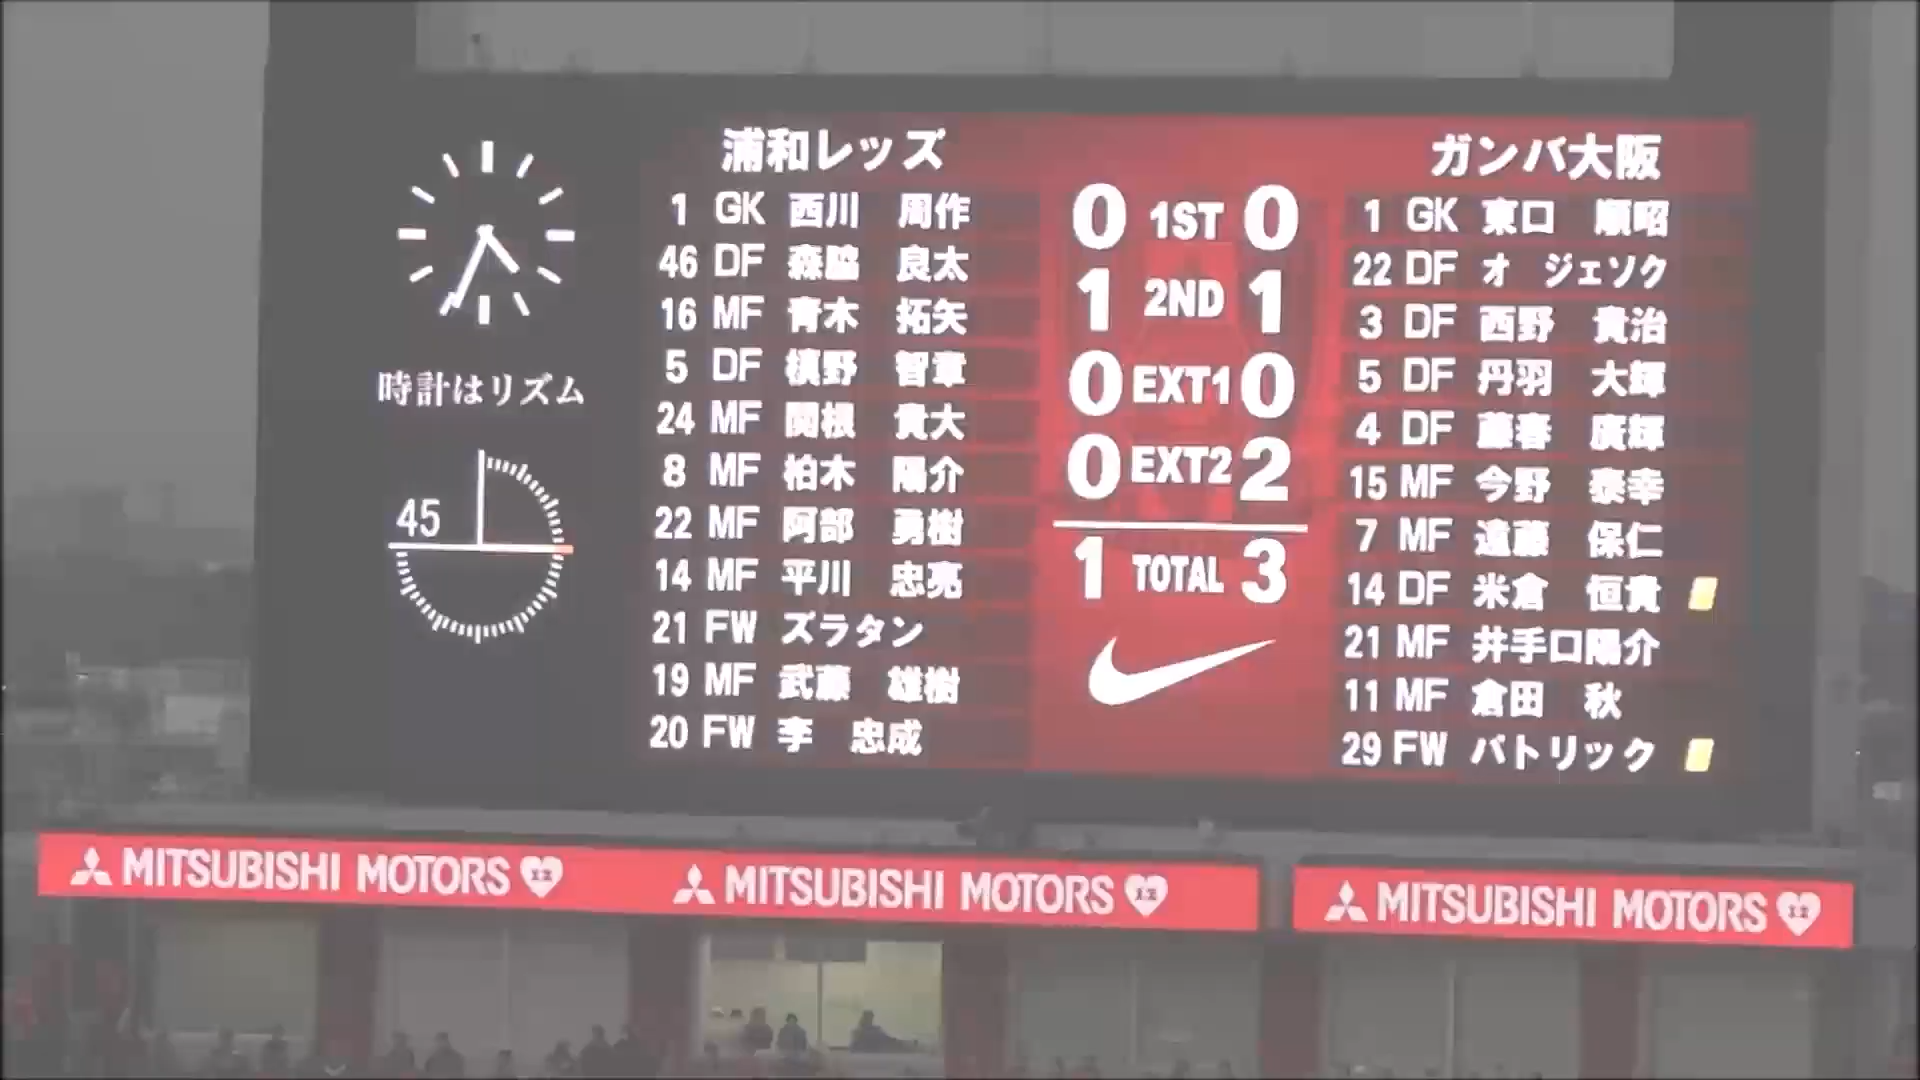 浦和レッズ
1 GK 西川 周作
46 DF 森脇 良太
16 MF 青木 拓矢
5 DF 槙野 智章
24 MF 関根 貴大
8 MF 柏木 陽介
22 MF 阿部 勇樹
14 MF 平川 忠亮
21 FW ズラタン
19 MF 武藤 雄樹
20 FW 李 忠成
0 1ST 0
1 2ND 1
0 EXT1 0
0 EXT2 2
1 TOTAL 3
ガンバ大阪
1 GK 東口 順昭
22 DF オ ジェソク
3 DF 西野 貴治
5 DF 丹羽 大輝
4 DF 藤春 廣輝
15 MF 今野 泰幸
7 MF 遠藤 保仁
14 DF 米倉 恒貴
21 MF 井手口陽介
11 MF 倉田 秋
29 FW パトリック
時計はリズム
45
MITSUBISHI MOTORS 12
MITSUBISHI MOTORS 12
MITSUBISHI MOTORS 12